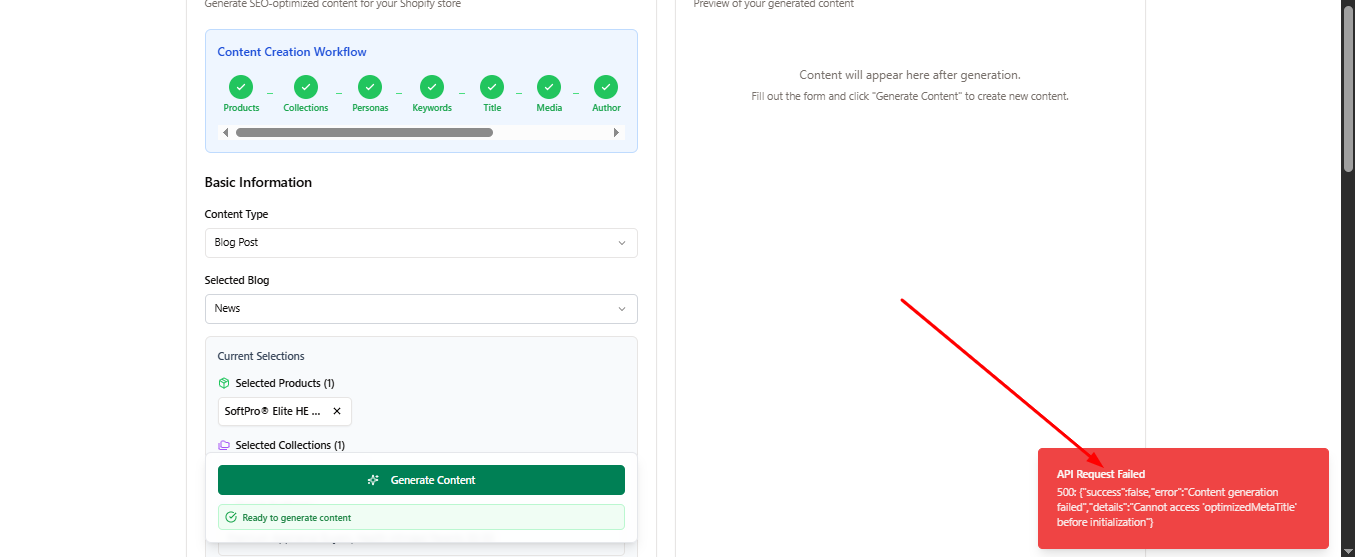 Generate SEO-optimized content for your Shopify store
Preview of your generated content
Content Creation Workflow
Products
Collections
Personas
Keywords
Title
Media
Author
Content will appear here after generation.
Fill out the form and click "Generate Content" to create new content.
Basic Information
Content Type
Blog Post
Selected Blog
News
Current Selections
Selected Products (1)
SoftPro® Elite HE ...
Selected Collections (1)
Generate Content
Ready to generate content
API Request Failed
500: {"success":false,"error":"Content generation
failed","details":"Cannot access 'optimizedMetaTitle'
before initialization"}